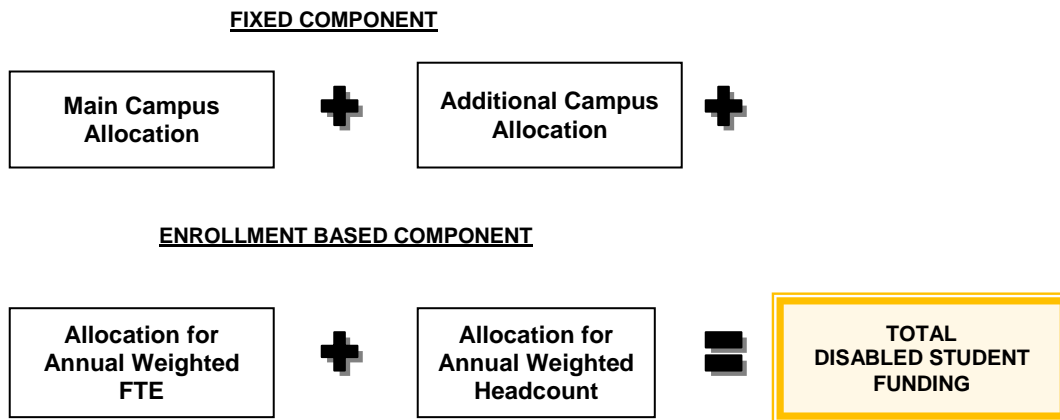 FIXED COMPONENT
Main Campus
Allocation
Additional Campus
Allocation
ENROLLMENT BASED COMPONENT
Allocation for
Annual Weighted
FTE
Allocation for
Annual Weighted
Headcount
TOTAL
DISABLED STUDENT
FUNDING